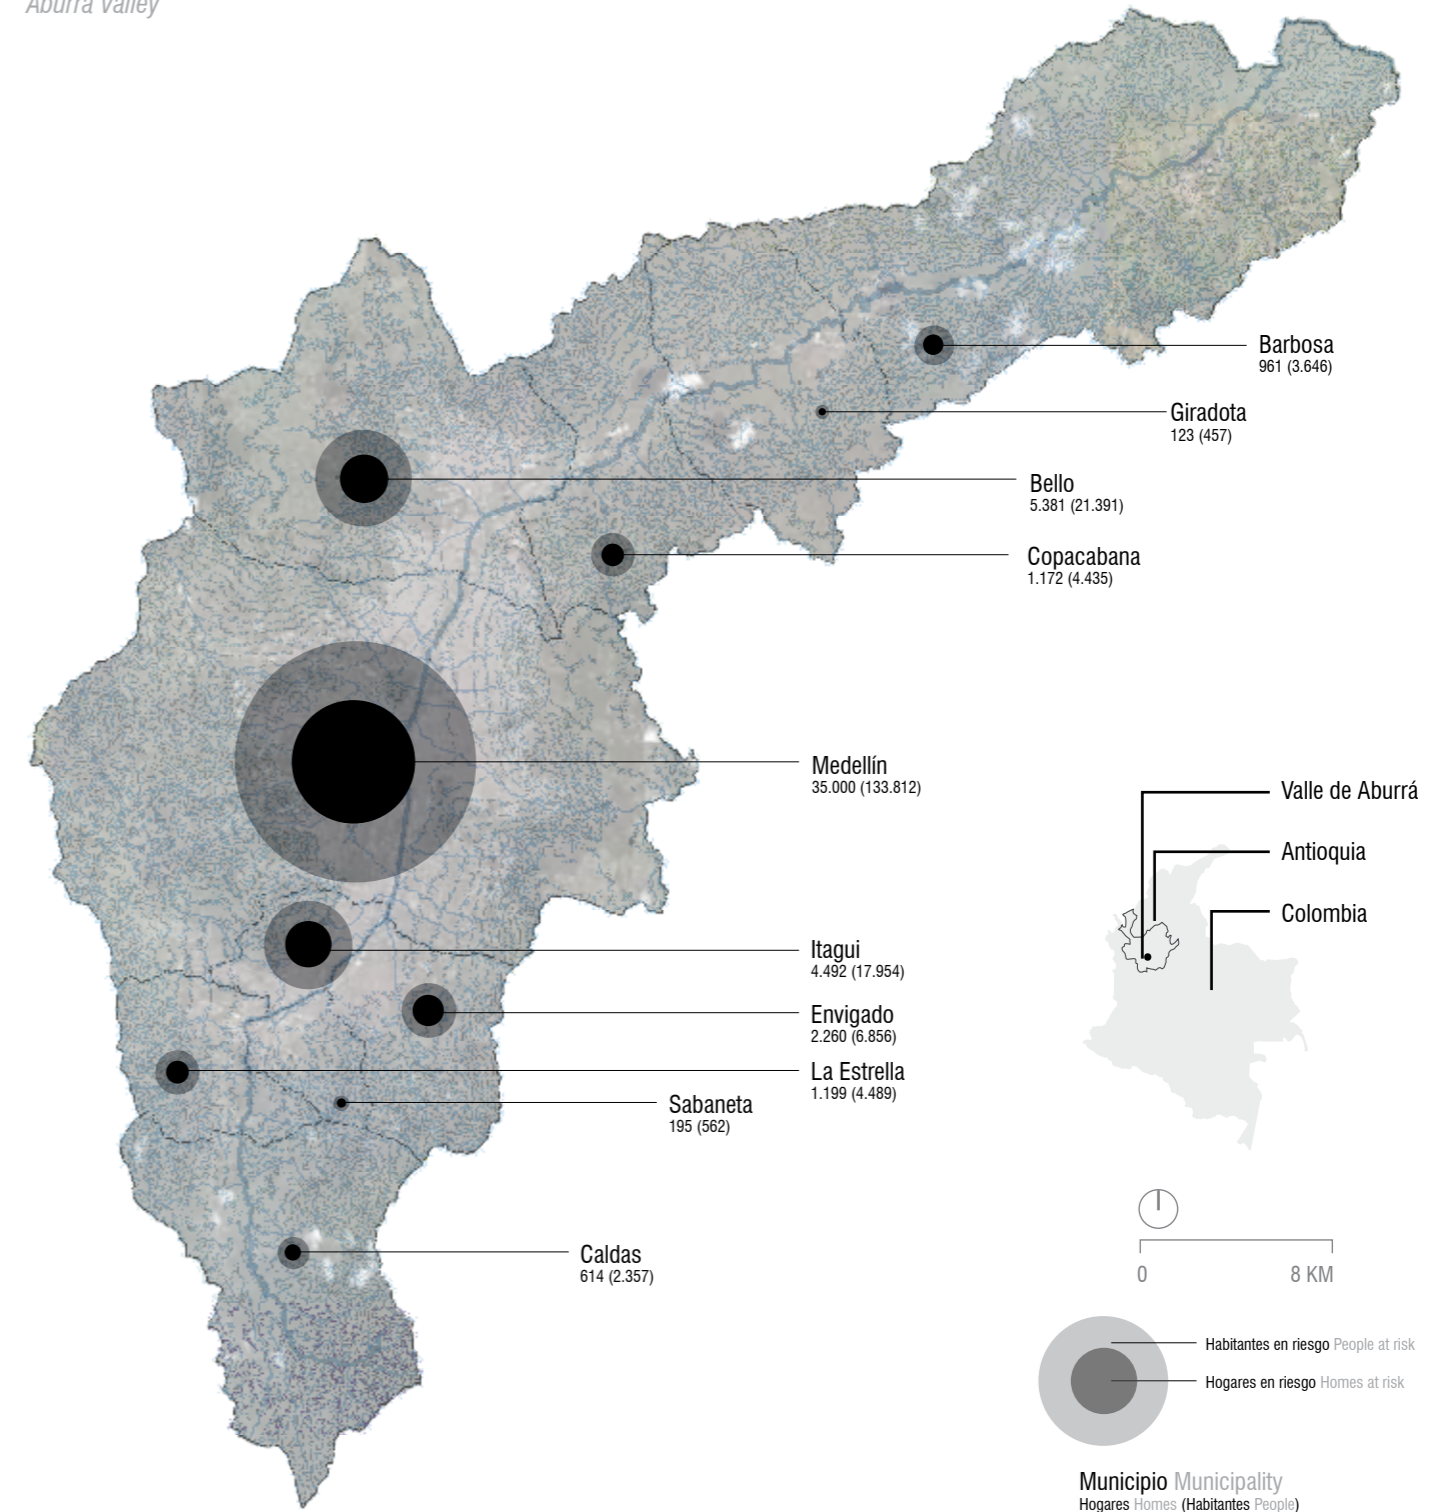 Aburrá Valley
Barbosa
961 (3.646)
Giradota
123 (457)
Bello
5.381 (21.391)
Copacabana
1.172 (4.435)
Medellín
35.000 (133.812)
Valle de Aburrá
Antioquia
Colombia
Itagui
4.492 (17.954)
Envigado
2.260 (6.856)
La Estrella
1.199 (4.489)
Sabaneta
195 (562)
Caldas
614 (2.357)
0 8 KM
Habitantes en riesgo People at risk
Hogares en riesgo Homes at risk
Municipio Municipality
Hogares Homes (Habitantes People)